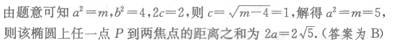 由题意可知 a²=m,b²=4,2c=2,则 c=√(m-4)=1,解得 a²=m=5,
则该椭圆上任一点 P 到两焦点的距离之和为 2a=2√5.(答案为 B)